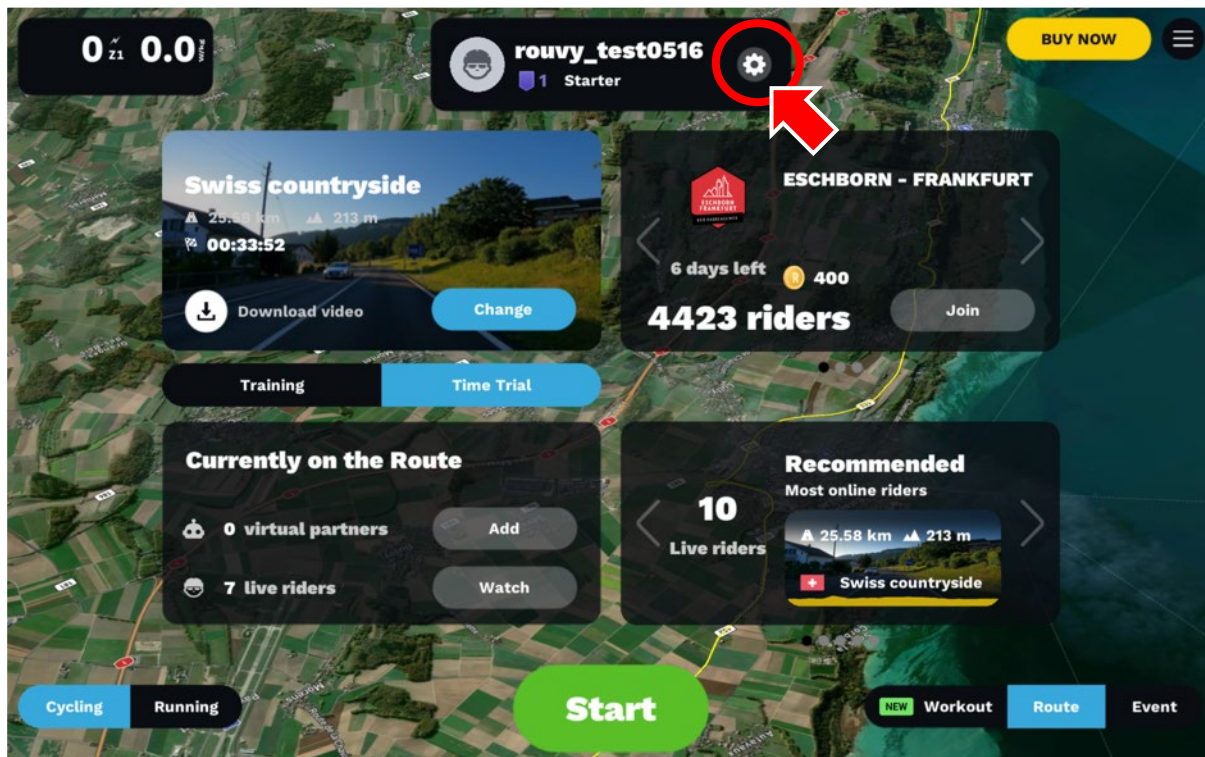 0 Z1 0.0 W/kg
rouvy_test0516
1 Starter
BUY NOW
Swiss countryside
25.58 km 213 m
00:33:52
Download video
Change
ESCHBORN - FRANKFURT
ESCHBORN
FRANKFURT
6 days left
400
4423 riders
Join
Training
Time Trial
Currently on the Route
0 virtual partners
Add
7 live riders
Watch
Recommended
Most online riders
10
Live riders
25.58 km 213 m
Swiss countryside
Cycling
Running
Start
NEW Workout
Route
Event